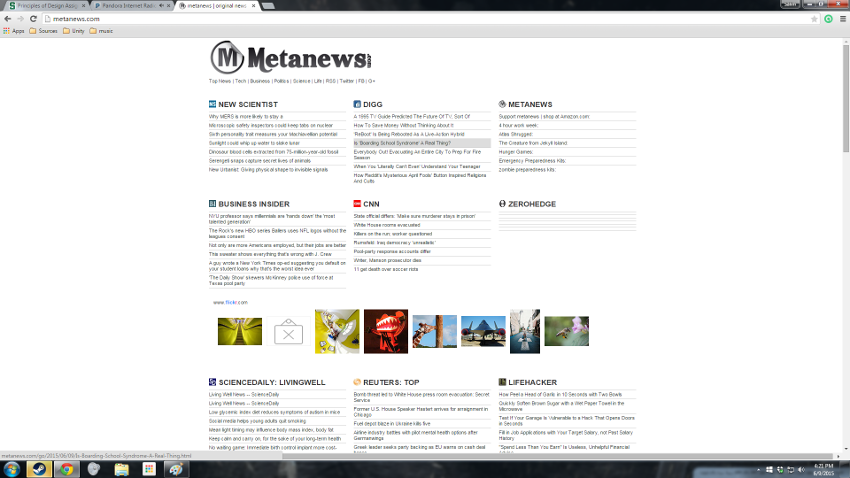 Principles of Design Assig
Pandora Internet Radi
metanews | original news
metanews.com
Apps
Sources
Unity
music
Metanews
Top News | Tech | Business | Politics | Science | Life | RSS | Twitter | FB | G+
NEW SCIENTIST
Why MERS is more likely to stay a
Microscopic safety inspectors could keep tabs on nuclear
Sixth personality trait measures your Machiavellian potential
Sunlight could whip up water to make solar
Dinosaur blood cells extracted from 75-million-year-old fossil
Serengeti snaps capture secret lives of animals
New Urbanist: Giving physical shape to invisible signals
DIGG
A 1995 TV Guide Predicted The Future Of TV. Sort Of
How To Save Money Without Thinking About It
'ReBoot' Is Being Rebooted As A Live-Action Hybrid
Is 'Boarding School Syndrome' A Real Thing?
Everybody Out! Evacuating An Entire City To Prep For Fire
Season
When You 'Literally Can't Even' Understand Your Teenager
How Reddit's Mysterious April Fools' Button Inspired Religions
And Cults
METANEWS
Support metanews | shop at Amazon.com:
4 hour work week:
Atlas Shrugged:
The Creature from Jekyll Island:
Hunger Games:
Emergency Preparedness Kits:
zombie preparedness kits:
BUSINESS INSIDER
NYU professor says millennials are 'hands down the 'most
talented generation''
The Rock's new HBO series Ballers uses NFL logos without the
leagues consent
Not only are more Americans employed, but their jobs are better
This sweater shows everything that's wrong with J. Crew
A guy wrote a New York Times op-ed suggesting you default on
your student loans why that's the worst idea ever
'The Daily Show' skewers McKinney police use of force at
Texas pool party
CNN
State official differs: 'Make sure murderer stays in prison'
White House rooms evacuated
Killers on the run; worker questioned
Rumsfeld: Iraq democracy 'unrealistic'
Pool-party response accounts differ
Writer, Manson prosecutor dies
11 get death over soccer riots
ZEROHEDGE
www.flickr.com
SCIENCEDAILY: LIVINGWELL
Living Well News -- ScienceDaily
Living Well News -- ScienceDaily
Low glycemic index diet reduces symptoms of autism in mice
Social media helps young adults quit smoking
Mean light timing may influence body mass index, body fat
Keep calm and carry on, for the sake of your long-term health
No waiting game: Immediate birth control implant more cost-
REUTERS: TOP
Bomb threat led to White House press room evacuation: Secret
Service
Former U.S. House Speaker Hastert arrives for arraignment in
Chicago
Fuel depot blaze in Ukraine kills five
Airline industry battles with pilot mental health options after
Germanwings
Greek leader seeks party backing as EU warns on cash deal
LIFEHACKER
How Peel a Head of Garlic in 10 Seconds with Two Bowls
Quickly Soften Brown Sugar with a Wet Paper Towel in the
Microwave
Test If Your Garage Is Vulnerable to a Hack That Opens Doors
in Seconds
Fill in Job Applications with Your Target Salary, not Past Salary
History
"Spend Less Than You Earn" Is Useless, Unhelpful Financial
metanews.com/go/2015/06/09/Is-Boarding-School-Syndrome-A-Real-Thing.html
6:21 PM
6/9/2015